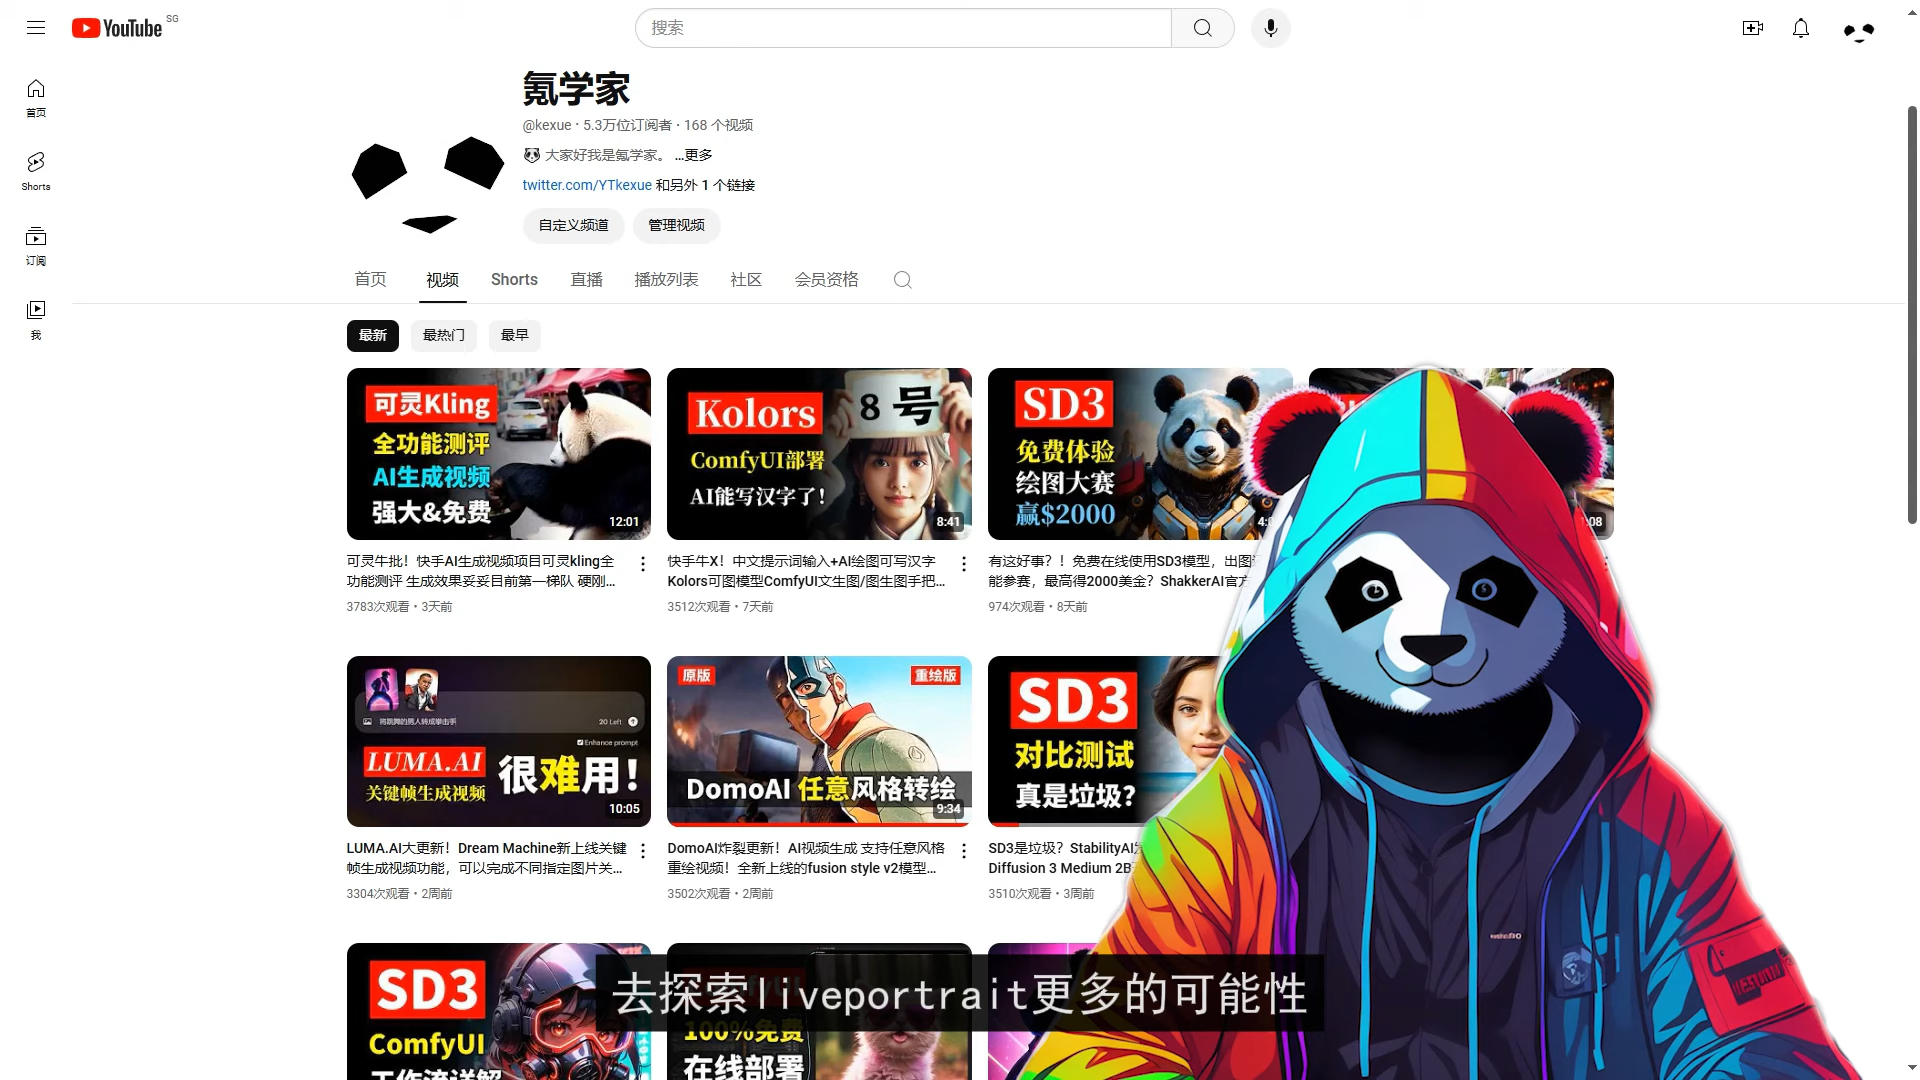 YouTube SG
搜索
首页
Shorts
订阅
我
氪学家
@kexue · 5.3万位订阅者 · 168 个视频
大家好我是氪学家。 ...更多
twitter.com/YTkexue 和另外 1 个链接
自定义频道
管理视频
首页
视频
Shorts
直播
播放列表
社区
会员资格
最新
最热门
最早
可灵Kling
全功能测评
AI生成视频
强大&免费
12:01
Kolors
ComfyUI部署
AI能写汉字了!
8号
8:41
SD3
免费体验
绘图大赛
赢$2000
可灵牛批！快手AI生成视频项目可灵kling全
功能测评 生成效果妥妥目前第一梯队 硬刚...
3783次观看 · 3天前
快手牛X！中文提示词输入+AI绘图可写汉字
Kolors可图模型ComfyUI文生图/图生图手把...
3512次观看 · 7天前
有这好事？！免费在线使用SD3模型，出图
能参赛，最高得2000美金？ShakkerAI官方
974次观看 · 8天前
将跳舞的男人转成拳击手
20 Left
Enhance prompt
LUMA.AI
关键帧生成视频
很难用！
10:05
原版
重绘版
DomoAI 任意风格转绘
9:34
SD3
对比测试
真是垃圾?
LUMA.AI大更新！Dream Machine新上线关键
帧生成视频功能，可以完成不同指定图片关...
3304次观看 · 2周前
DomoAI炸裂更新！AI视频生成 支持任意风格
重绘视频！全新上线的fusion style v2模型...
3502次观看 · 2周前
SD3是垃圾？StabilityAI
Diffusion 3 Medium 2B
3510次观看 · 3周前
SD3
ComfyUI
工作流详解
100%免费
在线部署
去探索liveportrait更多的可能性